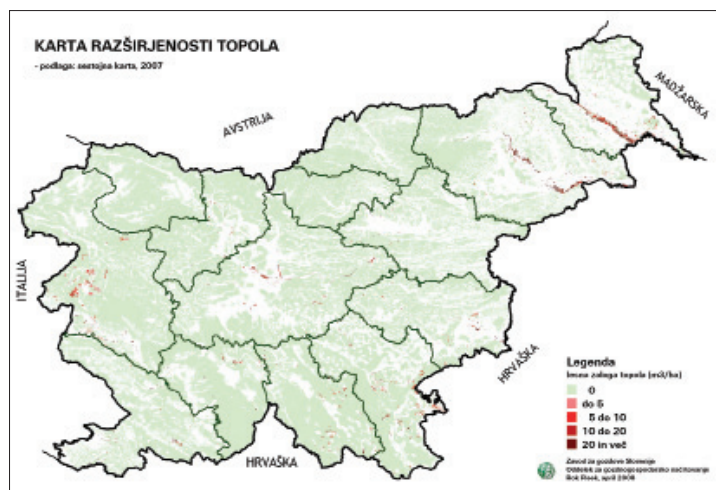 KARTA RAZŠIRJENOSTI TOPOLA
- podlaga: sestojna karta, 2007
AVSTRIJA
MADŽARSKA
ITALIJA
HRVAŠKA
HRVAŠKA
Legenda
lesna zaloga topola (m3/ha)
0
do 5
5 do 10
10 do 20
20 in več
Zavod za gozdove Slovenije
Oddelek za gozdnogospodarsko načrtovanje
Rok Pisek, april 2008